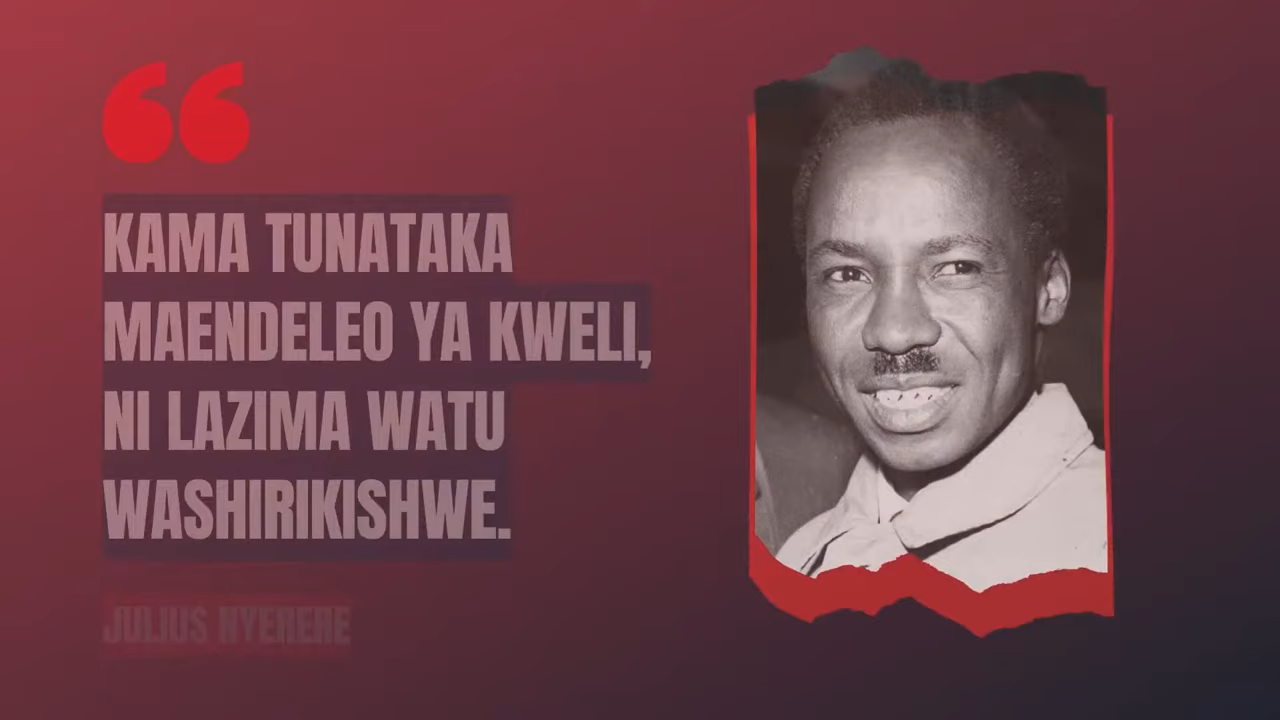 KAMA TUNATAKA
MAENDELEO YA KWELI,
NI LAZIMA WATU
WASHIRIKISHWE.
JULIUS NYERERE